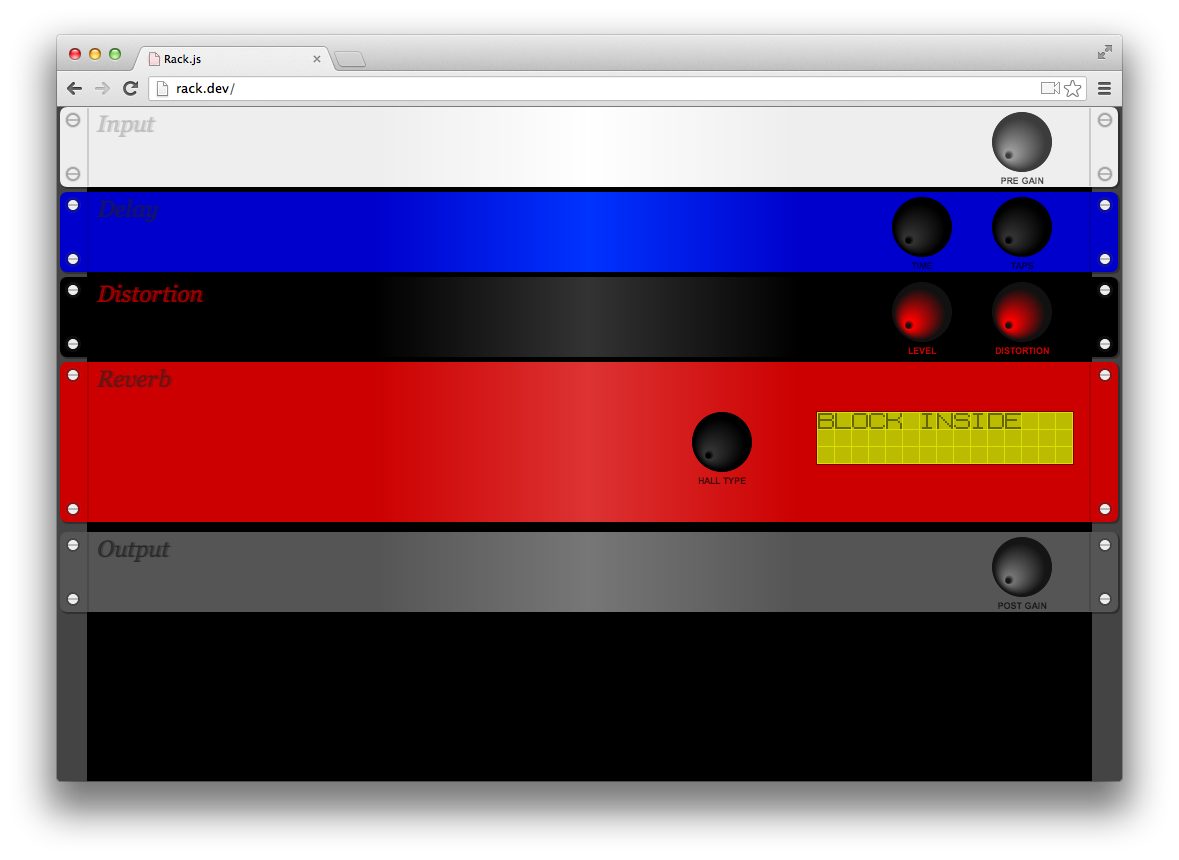 Rack.js
rack.dev/
Input
PRE GAIN
Delay
TIME TAPS
Distortion
LEVEL DISTORTION
Reverb
BLOCK INSIDE
HALL TYPE
Output
POST GAIN